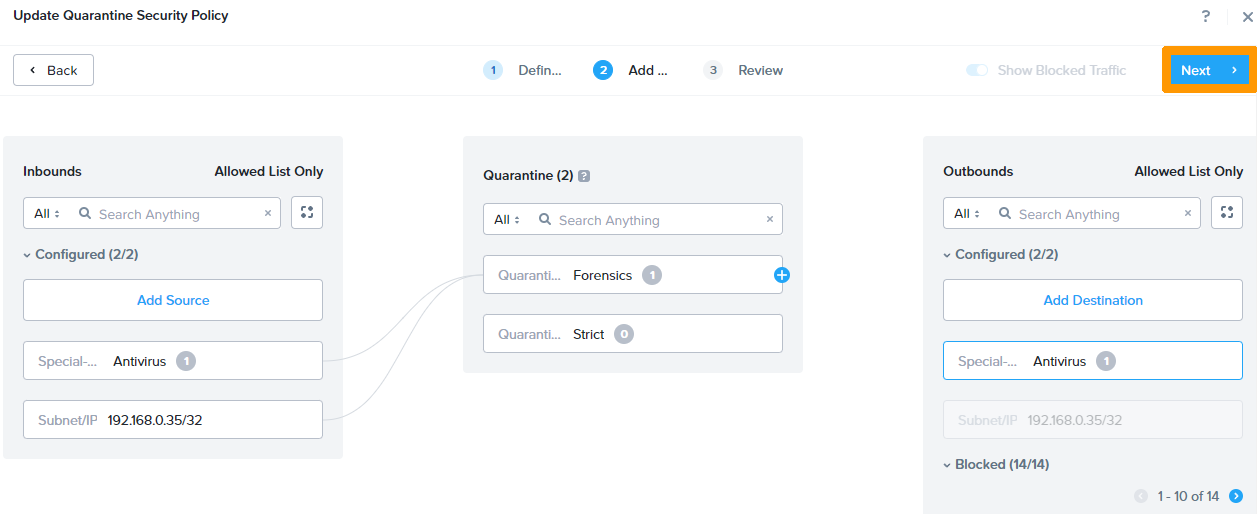 Update Quarantine Security Policy
?
×
Back
1 Defin...
2 Add ...
3 Review
Show Blocked Traffic
Next
Inbounds
Allowed List Only
All Search Anything ×
Configured (2/2)
Add Source
Special-... Antivirus 1
Subnet/IP 192.168.0.35/32
Quarantine (2) ?
All Search Anything ×
Quaranti... Forensics 1
Quaranti... Strict 0
Outbounds
Allowed List Only
All Search Anything ×
Configured (2/2)
Add Destination
Special-... Antivirus 1
Subnet/IP 192.168.0.35/32
Blocked (14/14)
1 - 10 of 14